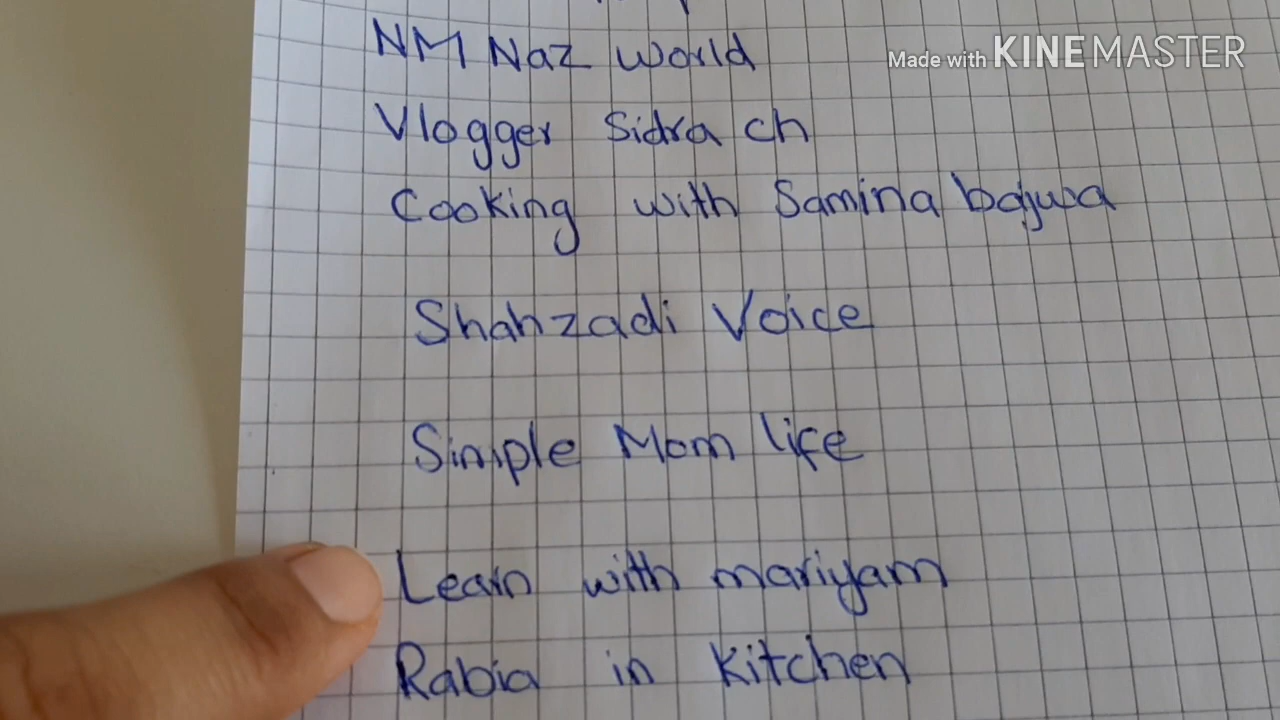 NM Naz world
Made with KINEMASTER
Vlogger Sidra ch
Cooking with Samina bajwa
Shahzadi Voice
Simple Mom life
Learn with mariyam
Rabia in Kitchen